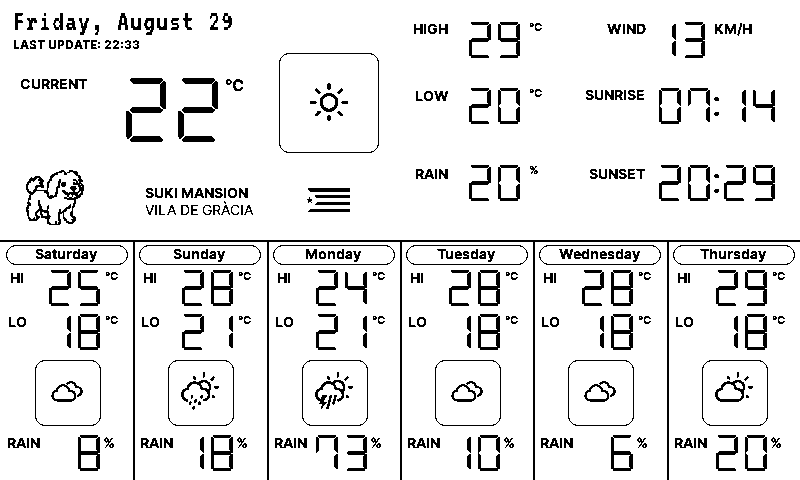 Friday, August 29
LAST UPDATE: 22:33
CURRENT 22 °C
SUKI MANSION
VILA DE GRÀCIA
HIGH 29 °C
LOW 20 °C
RAIN 20 %
WIND 13 KM/H
SUNRISE 07:14
SUNSET 20:29
Saturday
HI 25 °C
LO 18 °C
RAIN 8 %
Sunday
HI 28 °C
LO 21 °C
RAIN 18 %
Monday
HI 24 °C
LO 21 °C
RAIN 73 %
Tuesday
HI 28 °C
LO 18 °C
RAIN 10 %
Wednesday
HI 28 °C
LO 18 °C
RAIN 6 %
Thursday
HI 29 °C
LO 18 °C
RAIN 20 %